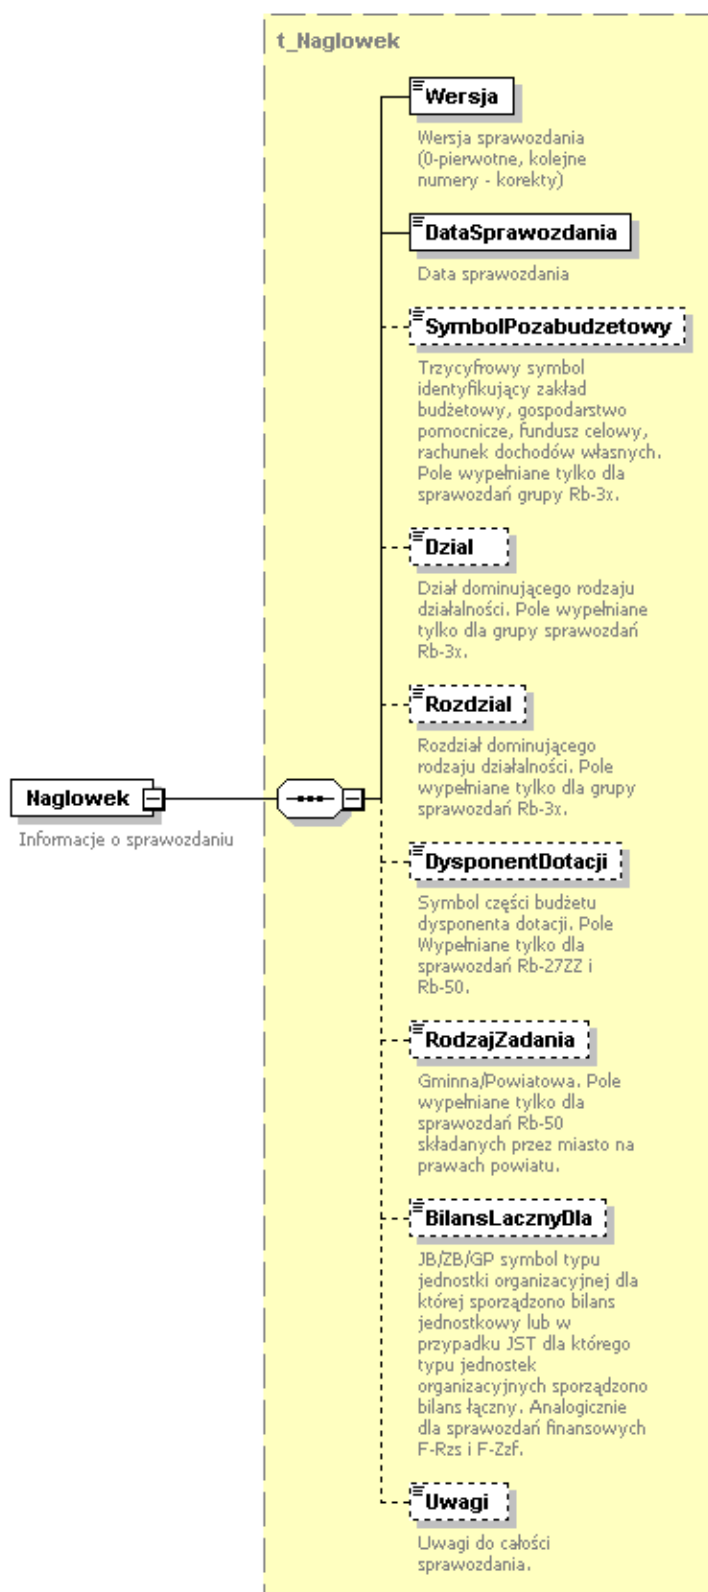 t_Naglowek
Wersja
Wersja sprawozdania
(0-pierwotne, kolejne
numery - korekty)
DataSprawozdania
Data sprawozdania
SymbolPozabudzetowy
Trzycyfrowy symbol
identyfikujący zakład
budżetowy, gospodarstwo
pomocnicze, fundusz celowy,
rachunek dochodów własnych.
Pole wypełniane tylko dla
sprawozdań grupy Rb-3x.
Dzial
Dział dominującego rodzaju
działalności. Pole wypełniane
tylko dla grupy sprawozdań
Rb-3x.
Rozdzial
Rozdział dominującego
rodzaju działalności. Pole
wypełniane tylko dla grupy
sprawozdań Rb-3x.
Naglowek
Informacje o sprawozdaniu
DysponentDotacji
Symbol części budżetu
dysponenta dotacji. Pole
Wypełniane tylko dla
sprawozdań Rb-27ZZ i
Rb-50.
RodzajZadania
Gminna/Powiatowa. Pole
wypełniane tylko dla
sprawozdań Rb-50
składanych przez miasto na
prawach powiatu.
BilansLacznyDla
JB/ZB/GP symbol typu
jednostki organizacyjnej dla
której sporządzono bilans
jednostkowy lub w
przypadku JST dla którego
typu jednostek
organizacyjnych sporządzono
bilans łączny. Analogicznie
dla sprawozdań finansowych
F-Rzs i F-Zzf.
Uwagi
Uwagi do całości
sprawozdania.